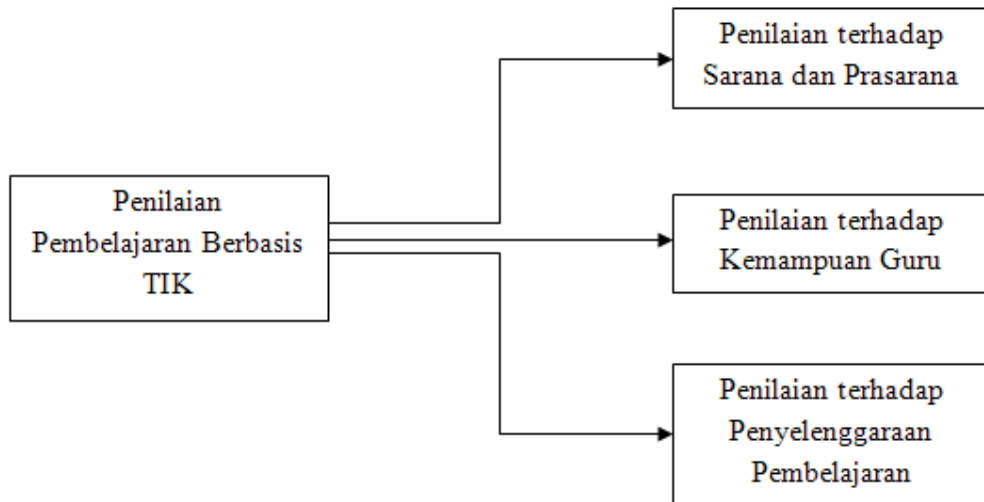 Penilaian
Pembelajaran Berbasis
TIK
Penilaian terhadap
Sarana dan Prasarana
Penilaian terhadap
Kemampuan Guru
Penilaian terhadap
Penyelenggaraan
Pembelajaran